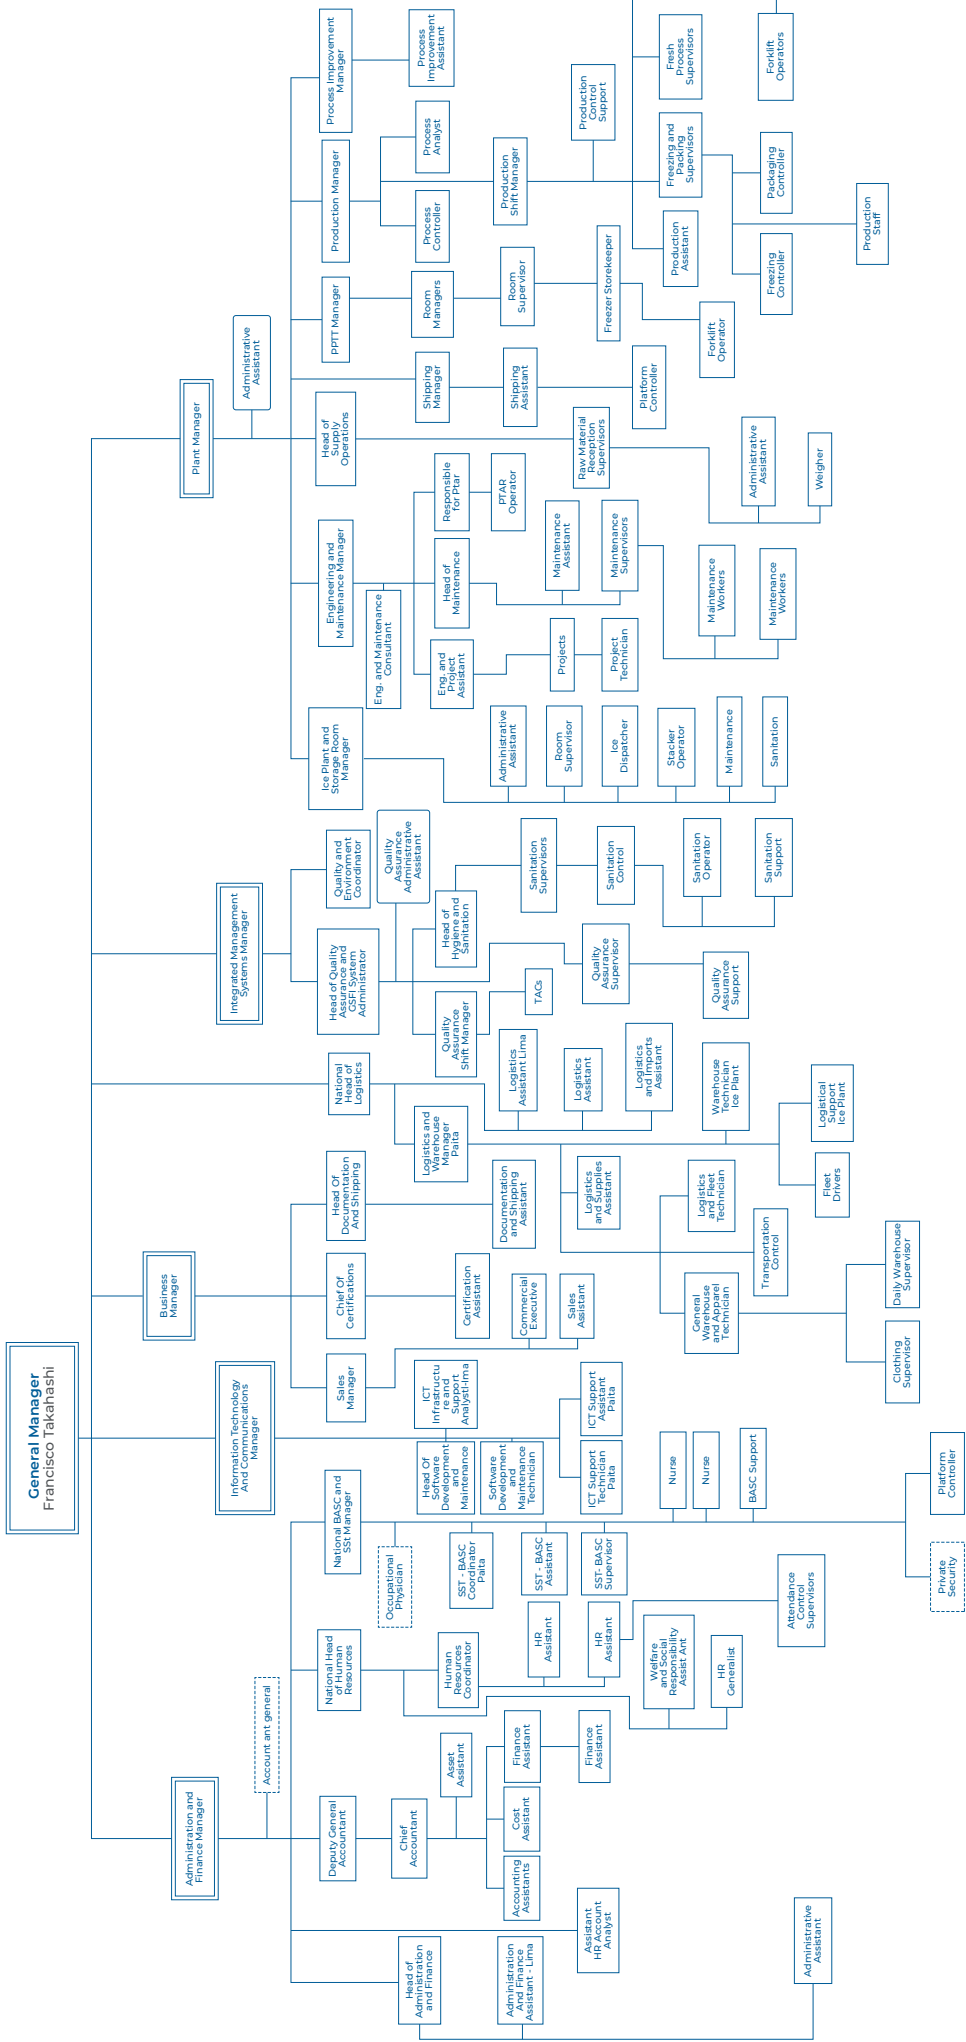 General Manager
Francisco Takahashi
Administration and
Finance Manager
Account ant general
Head of
Administration
and Finance
Administration
And Finance
Assistant - Lima
Administrative
Assistant
Assistant
HR Account
Analyst
Deputy General
Accountant
Chief
Accountant
Asset
Assistant
Accounting
Assistants
Cost
Assistant
Finance
Assistant
Finance
Assistant
National Head
of Human
Resources
Human
Resources
Coordinator
HR
Assistant
HR
Assistant
Attendance
Control
Supervisors
Welfare
and Social
Responsibility
Assist Ant
HR
Generalist
National BASC and
SSt Manager
Occupational
Physician
SST - BASC
Coordinator
Paita
SST - BASC
Assistant
SST- BASC
Supervisor
Nurse
Nurse
BASC Support
Private
Security
Platform
Controller
Information Technology
And Communications
Manager
ICT
Infrastructu
re and
Support
Analystl-ima
Head Of
Software
Development
and
Maintenance
Software
Development
and
Maintenance
Technician
ICT Support
Technician
Paita
ICT Support
Assistant
Paita
Business
Manager
Sales
Manager
Commercial
Executive
Sales
Assistant
Chief Of
Certifications
Certification
Assistant
Head Of
Documentation
And Shipping
Documentation
and Shipping
Assistant
National
Head of
Logistics
Logistics and
Warehouse
Manager
Paita
Logistics
Assistant Lima
Logistics
Assistant
Logistics
and Imports
Assistant
Logistics
and Supplies
Assistant
Warehouse
Technician
Ice Plant
General
Warehouse
and Apparel
Technician
Logistics
and Fleet
Technician
Transportation
Control
Fleet
Drivers
Logistical
Support
Ice Plant
Clothing
Supervisor
Daily Warehouse
Supervisor
Integrated Management
Systems Manager
Head of Quality
Assurance and
GSFI System
Administrator
Quality and
Environment
Coordinator
Quality
Assurance
Administrative
Assistant
Quality
Assurance
Shift Manager
Head of
Hygiene and
Sanitation
TACs
Quality
Assurance
Supervisor
Quality
Assurance
Support
Sanitation
Supervisors
Sanitation
Control
Sanitation
Operator
Sanitation
Support
Plant Manager
Administrative
Assistant
Ice Plant and
Storage Room
Manager
Administrative
Assistant
Room
Supervisor
Ice
Dispatcher
Stacker
Operator
Maintenance
Sanitation
Engineering and
Maintenance Manager
Eng. and Maintenance
Consultant
Eng. and
Project
Assistant
Projects
Project
Technician
Head of
Maintenance
Maintenance
Assistant
Maintenance
Supervisors
Maintenance
Workers
Maintenance
Workers
Responsible
for Ptar
PTAR
Operator
Head of
Supply
Operations
Raw Material
Reception
Supervisors
Administrative
Assistant
Weigher
Shipping
Manager
Shipping
Assistant
Platform
Controller
PPTT Manager
Room
Managers
Room
Supervisor
Freezer Storekeeper
Forklift
Operator
Production Manager
Process
Controller
Process
Analyst
Production
Shift Manager
Production
Control
Support
Production
Assistant
Freezing and
Packing
Supervisors
Fresh
Process
Supervisors
Freezing
Controller
Packaging
Controller
Production
Staff
Forklift
Operators
Process Improvement
Manager
Process
Improvement
Assistant